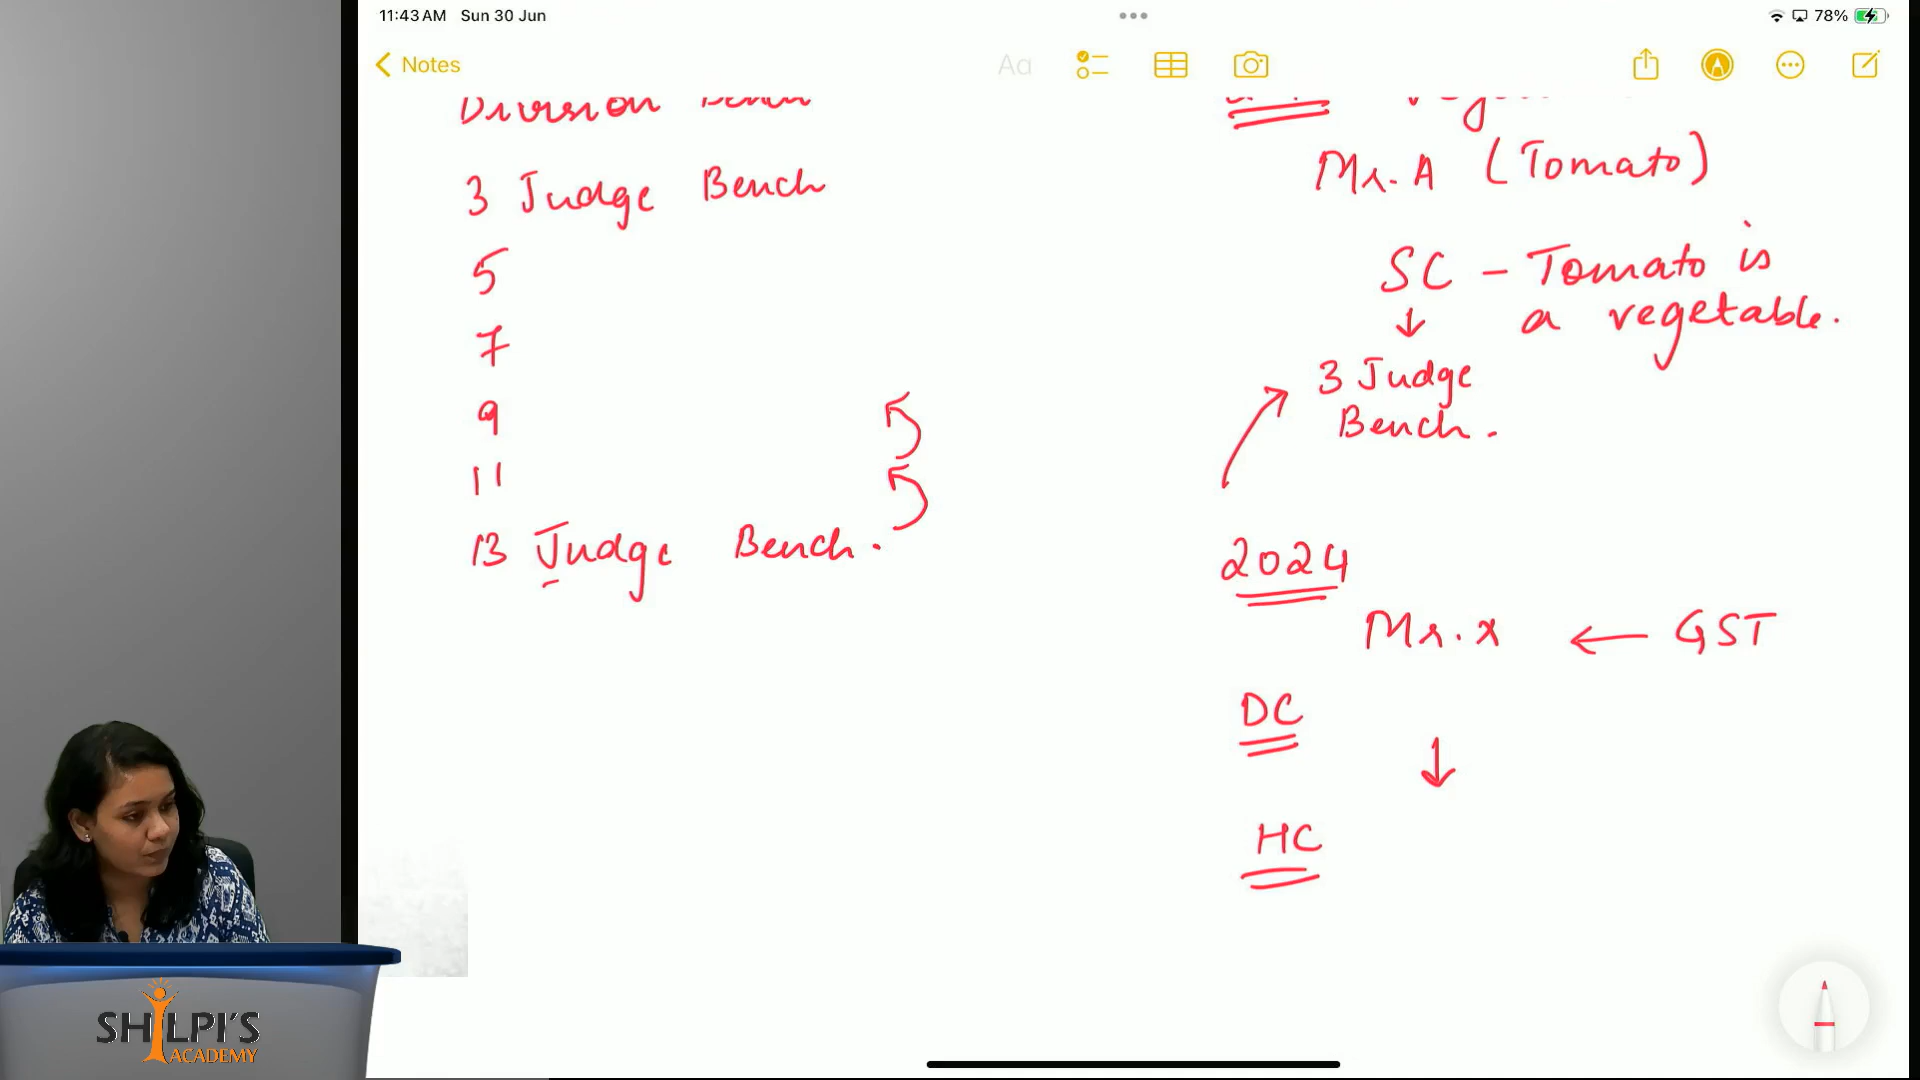 11:43 AM Sun 30 Jun
78%
Notes
Aa
Division Bench
3 Judge Bench
5
7
9
11
13 Judge Bench.
Mr. A (Tomato)
SC - Tomato is
a vegetable.
3 Judge
Bench.
2024
Mr. X ← GST
DC
HC
SHILPI'S
ACADEMY